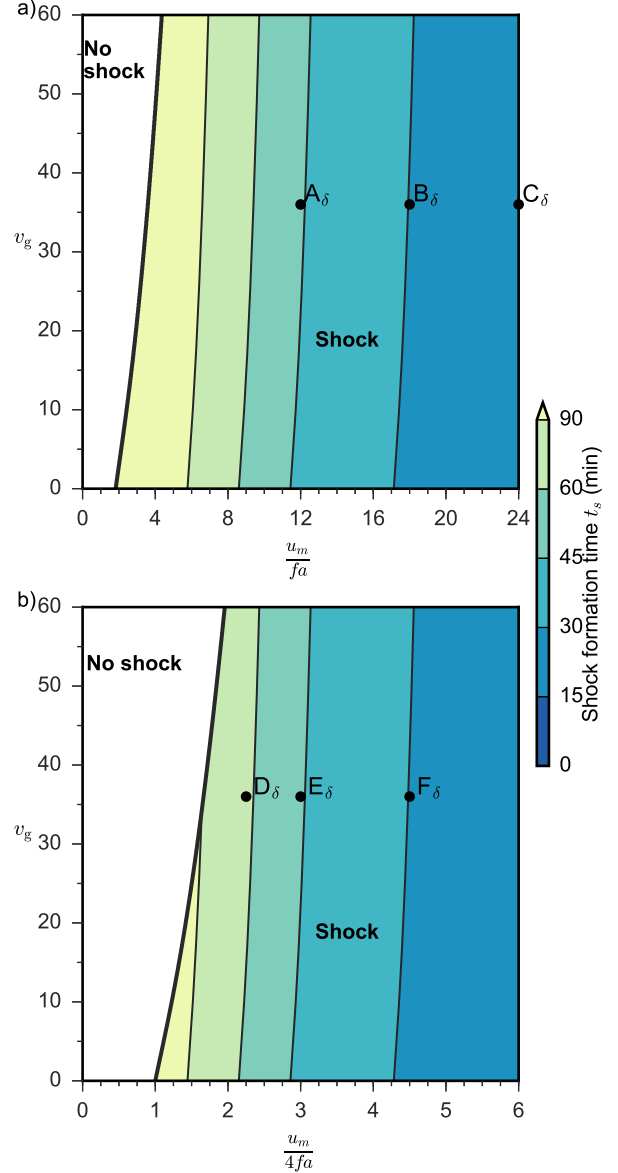 a)
60
50
40
30
20
10
0
v_g
No
shock
A_δ
B_δ
C_δ
Shock
0 4 8 12 16 20 24
u_m
fa
90
60
45
30
15
0
Shock formation time t_s (min)
b)
60
50
40
30
20
10
0
v_g
No shock
D_δ
E_δ
F_δ
Shock
0 1 2 3 4 5 6
u_m
4fa